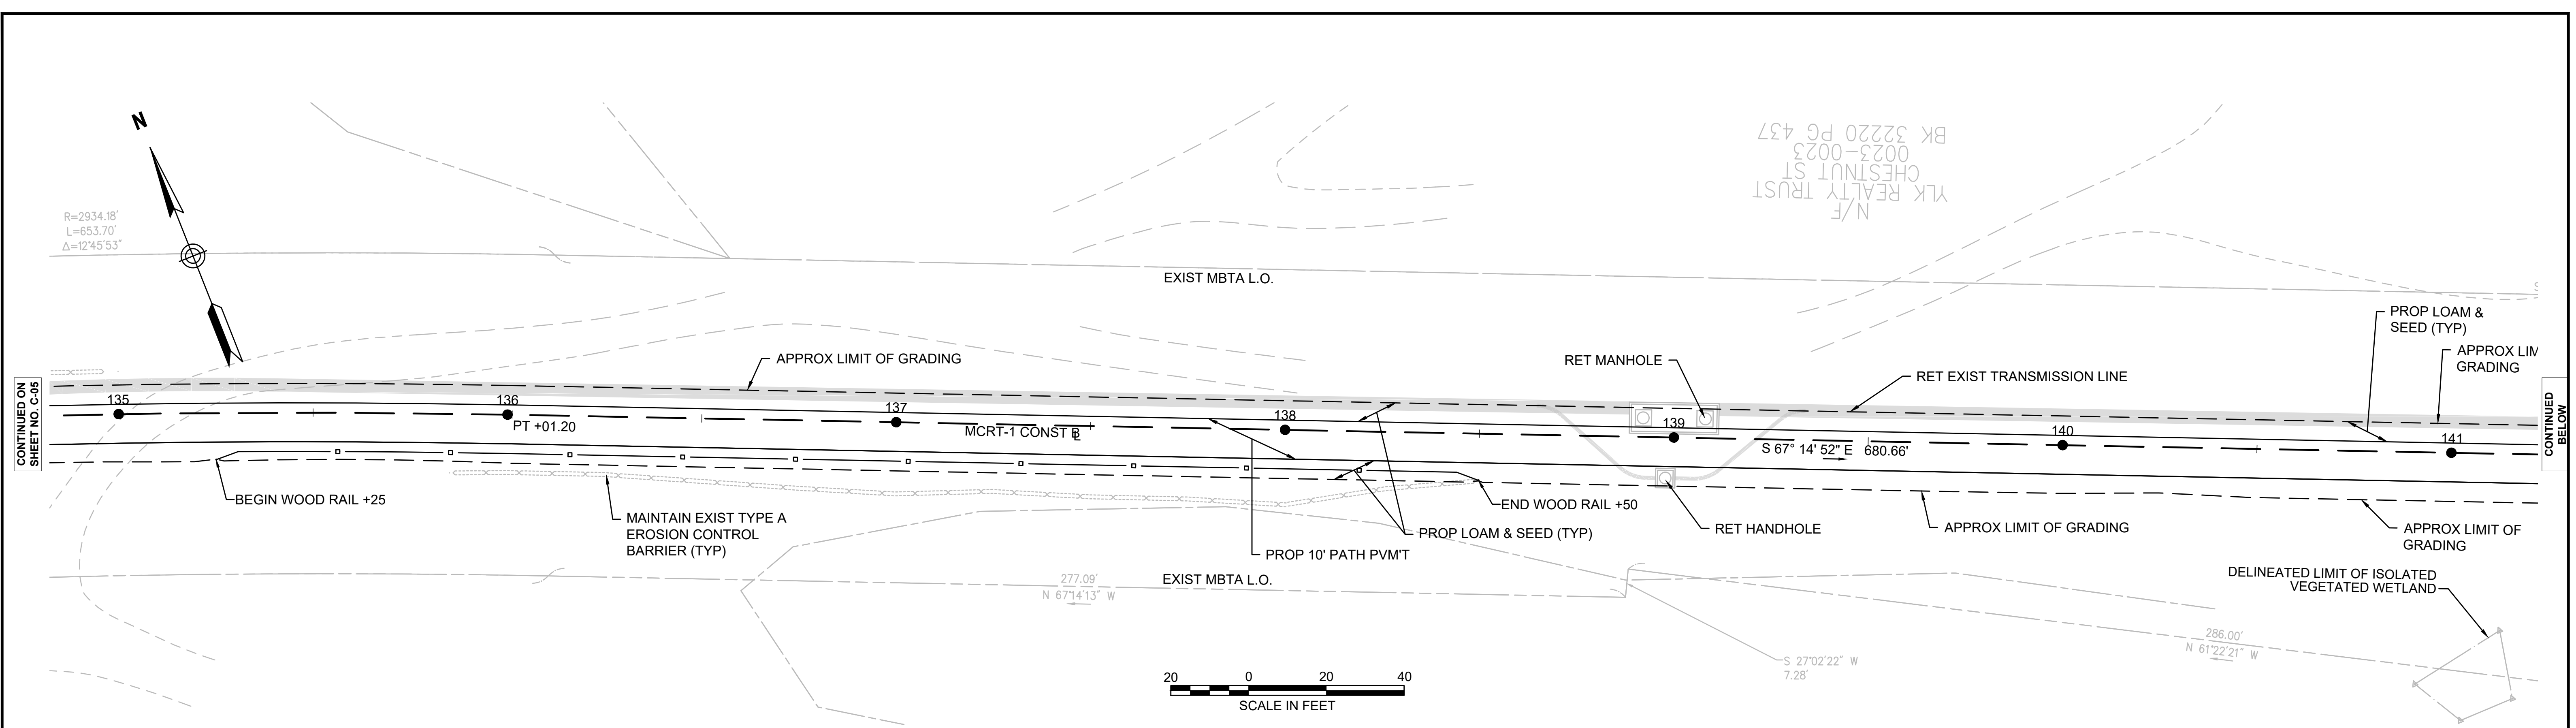 N
R=2934.18'
L=653.70'
Δ=12°45'53"
BK 32220 PG 437
0023-0023
CHESTNUT ST
YLK REALTY TRUST
N/F
EXIST MBTA L.O.
PROP LOAM &
SEED (TYP)
APPROX LIMIT OF GRADING
RET MANHOLE
RET EXIST TRANSMISSION LINE
APPROX LIM
GRADING
CONTINUED ON
SHEET NO. C-05
135
136
137
138
139
140
141
CONTINUED
BELOW
PT +01.20
MCRT-1 CONST BL
S 67° 14' 52" E 680.66'
BEGIN WOOD RAIL +25
MAINTAIN EXIST TYPE A
EROSION CONTROL
BARRIER (TYP)
END WOOD RAIL +50
PROP LOAM & SEED (TYP)
PROP 10' PATH PVM'T
RET HANDHOLE
APPROX LIMIT OF GRADING
APPROX LIMIT OF
GRADING
277.09'
N 67°14'13" W
EXIST MBTA L.O.
DELINEATED LIMIT OF ISOLATED
VEGETATED WETLAND
286.00'
N 61°22'21" W
S 27°02'22" W
7.28'
20 0 20 40
SCALE IN FEET